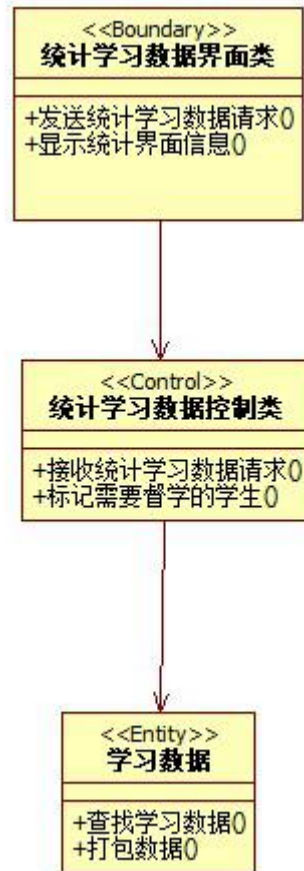 <<Boundary>>
统计学习数据界面类
+发送统计学习数据请求()
+显示统计界面信息()
<<Control>>
统计学习数据控制类
+接收统计学习数据请求()
+标记需要督学的学生()
<<Entity>>
学习数据
+查找学习数据()
+打包数据()